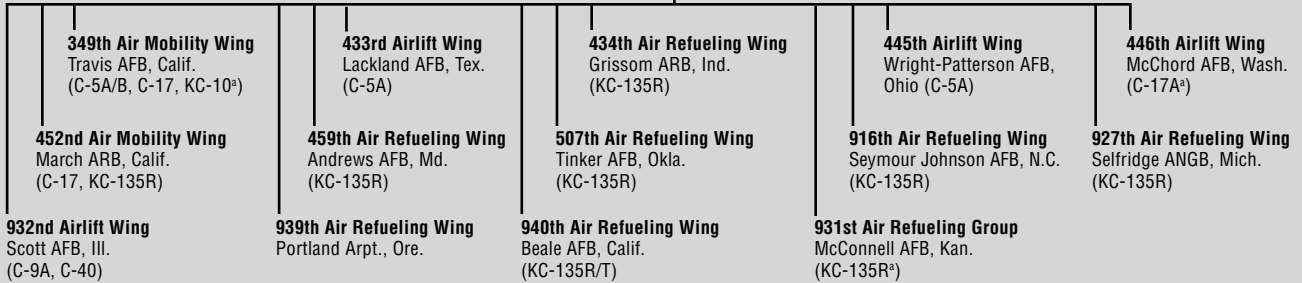 349th Air Mobility Wing
Travis AFB, Calif.
(C-5A/B, C-17, KC-10ª)
433rd Airlift Wing
Lackland AFB, Tex.
(C-5A)
434th Air Refueling Wing
Grissom ARB, Ind.
(KC-135R)
445th Airlift Wing
Wright-Patterson AFB,
Ohio (C-5A)
446th Airlift Wing
McChord AFB, Wash.
(C-17Aª)
452nd Air Mobility Wing
March ARB, Calif.
(C-17, KC-135R)
459th Air Refueling Wing
Andrews AFB, Md.
(KC-135R)
507th Air Refueling Wing
Tinker AFB, Okla.
(KC-135R)
916th Air Refueling Wing
Seymour Johnson AFB, N.C.
(KC-135R)
927th Air Refueling Wing
Selfridge ANGB, Mich.
(KC-135R)
932nd Airlift Wing
Scott AFB, Ill.
(C-9A, C-40)
939th Air Refueling Wing
Portland Arpt., Ore.
940th Air Refueling Wing
Beale AFB, Calif.
(KC-135R/T)
931st Air Refueling Group
McConnell AFB, Kan.
(KC-135Rª)